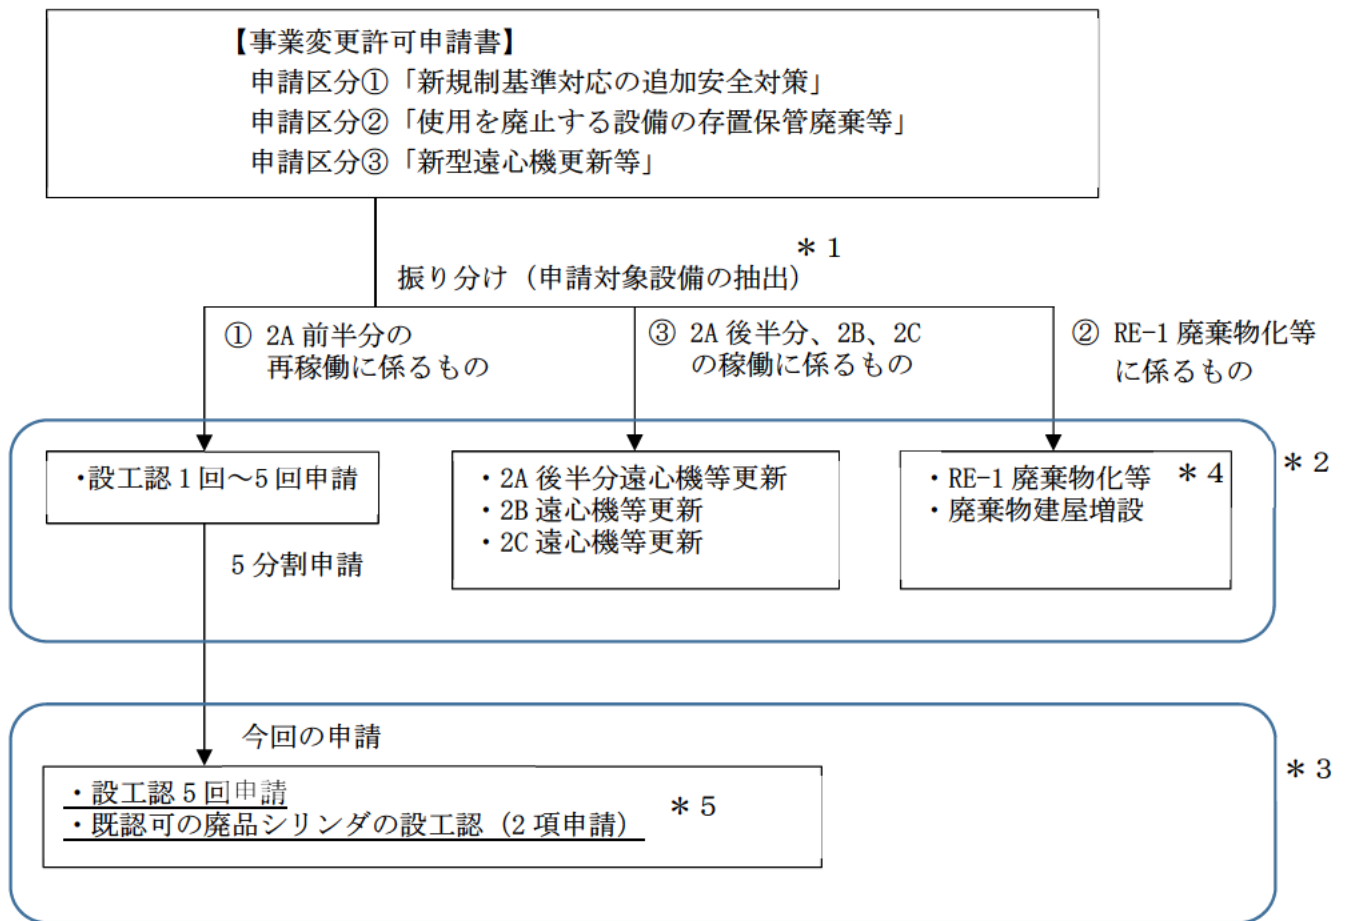 【事業変更許可申請書】
申請区分①「新規制基準対応の追加安全対策」
申請区分②「使用を廃止する設備の存置保管廃棄等」
申請区分③「新型遠心機更新等」
＊1
振り分け（申請対象設備の抽出）
① 2A 前半分の
再稼働に係るもの
③ 2A 後半分、2B、2C
の稼働に係るもの
② RE-1 廃棄物化等
に係るもの
＊2
・設工認 1 回～5 回申請
・2A 後半分遠心機等更新
・2B 遠心機等更新
・2C 遠心機等更新
・RE-1 廃棄物化等 ＊4
・廃棄物建屋増設
5 分割申請
今回の申請
＊3
・設工認 5 回申請
・既認可の廃品シリンダの設工認（2 項申請） ＊5